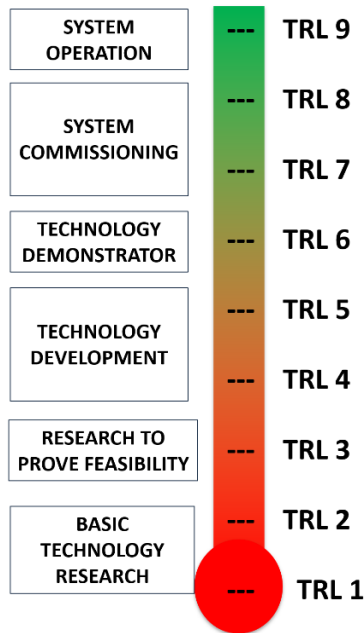 SYSTEM
OPERATION
--- TRL 9
SYSTEM
COMMISSIONING
--- TRL 8
--- TRL 7
TECHNOLOGY
DEMONSTRATOR
--- TRL 6
TECHNOLOGY
DEVELOPMENT
--- TRL 5
--- TRL 4
RESEARCH TO
PROVE FEASIBILITY
--- TRL 3
BASIC
TECHNOLOGY
RESEARCH
--- TRL 2
--- TRL 1